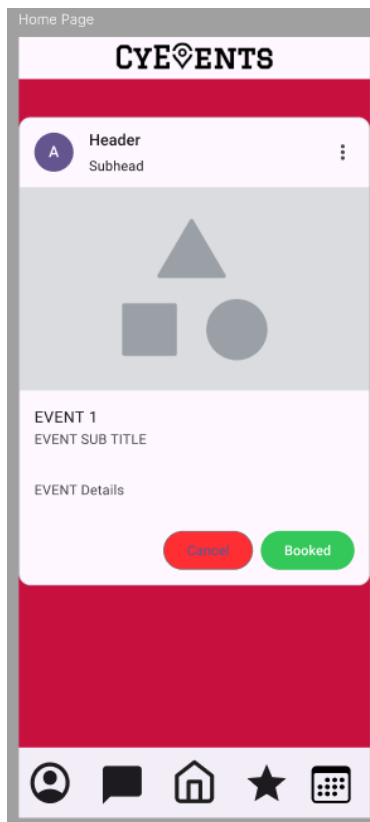 Home Page
CYEVENTS
A
Header
Subhead
EVENT 1
EVENT SUB TITLE
EVENT Details
Cancel
Booked